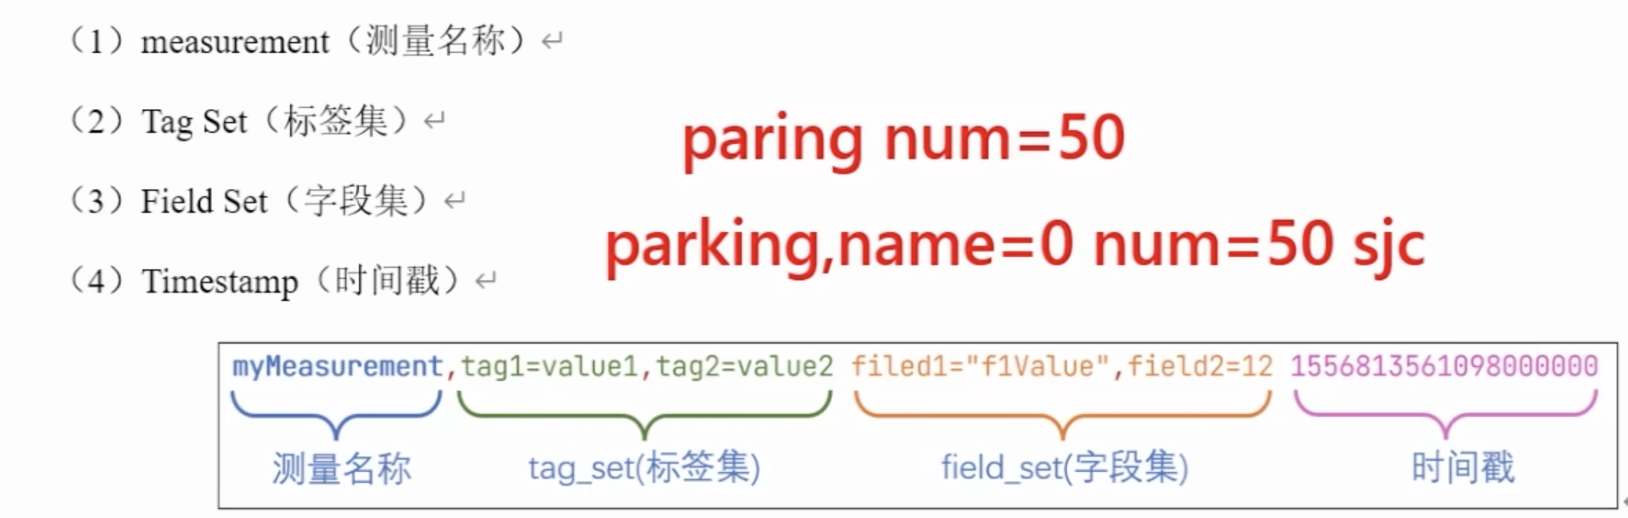 （1）measurement（测量名称）↵
（2）Tag Set（标签集）↵
paring num=50
（3）Field Set（字段集）↵
parking,name=0 num=50 sjc
（4）Timestamp（时间戳）↵
myMeasurement,tag1=value1,tag2=value2 filed1="f1Value",field2=12 1556813561098000000
测量名称 tag_set(标签集) field_set(字段集) 时间戳